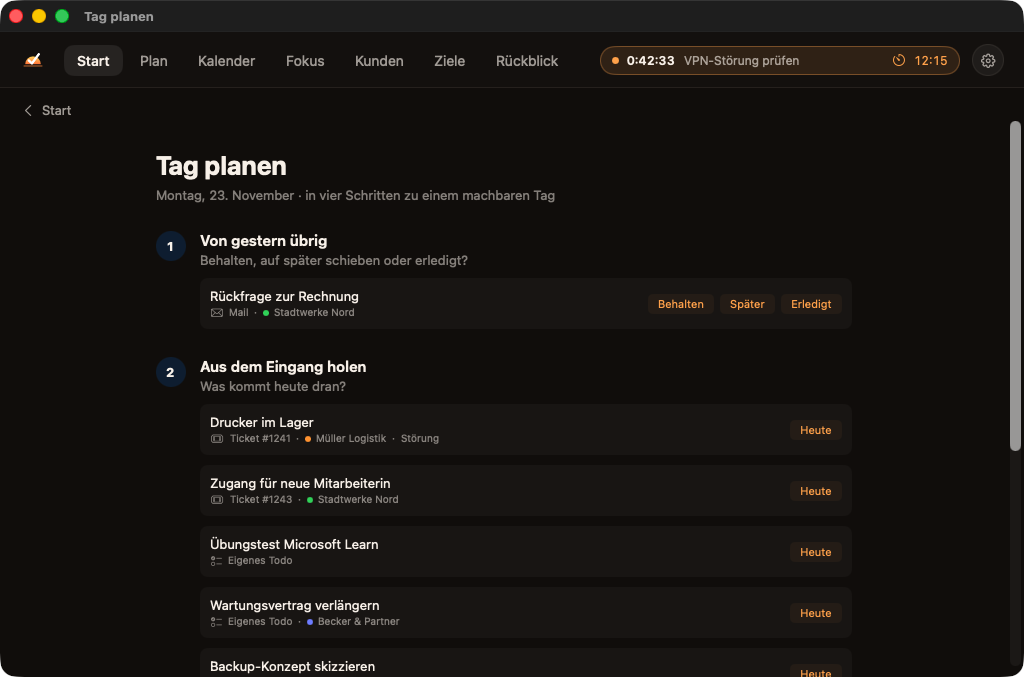 Tag planen
Start Plan Kalender Fokus Kunden Ziele Rückblick 0:42:33 VPN-Störung prüfen 12:15
Start
Tag planen
Montag, 23. November · in vier Schritten zu einem machbaren Tag
1 Von gestern übrig
Behalten, auf später schieben oder erledigt?
Rückfrage zur Rechnung
Mail · Stadtwerke Nord
Behalten Später Erledigt
2 Aus dem Eingang holen
Was kommt heute dran?
Drucker im Lager
Ticket #1241 · Müller Logistik · Störung
Heute
Zugang für neue Mitarbeiterin
Ticket #1243 · Stadtwerke Nord
Heute
Übungstest Microsoft Learn
Eigenes Todo
Heute
Wartungsvertrag verlängern
Eigenes Todo · Becker & Partner
Heute
Backup-Konzept skizzieren
Heute